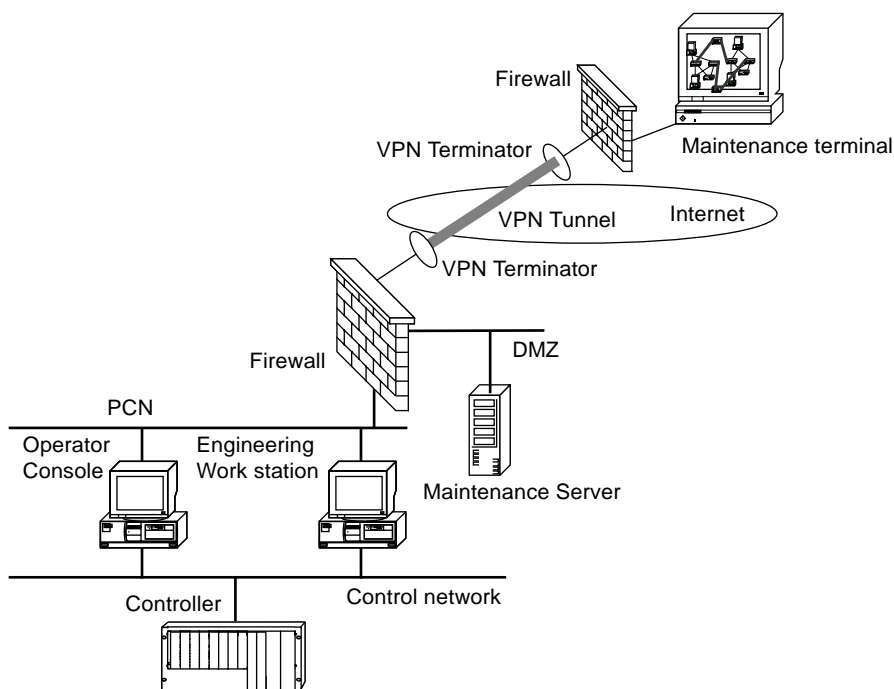 Firewall
Maintenance terminal
VPN Terminator
VPN Tunnel
Internet
VPN Terminator
Firewall
DMZ
PCN
Operator
Console
Engineering
Work station
Maintenance Server
Controller
Control network